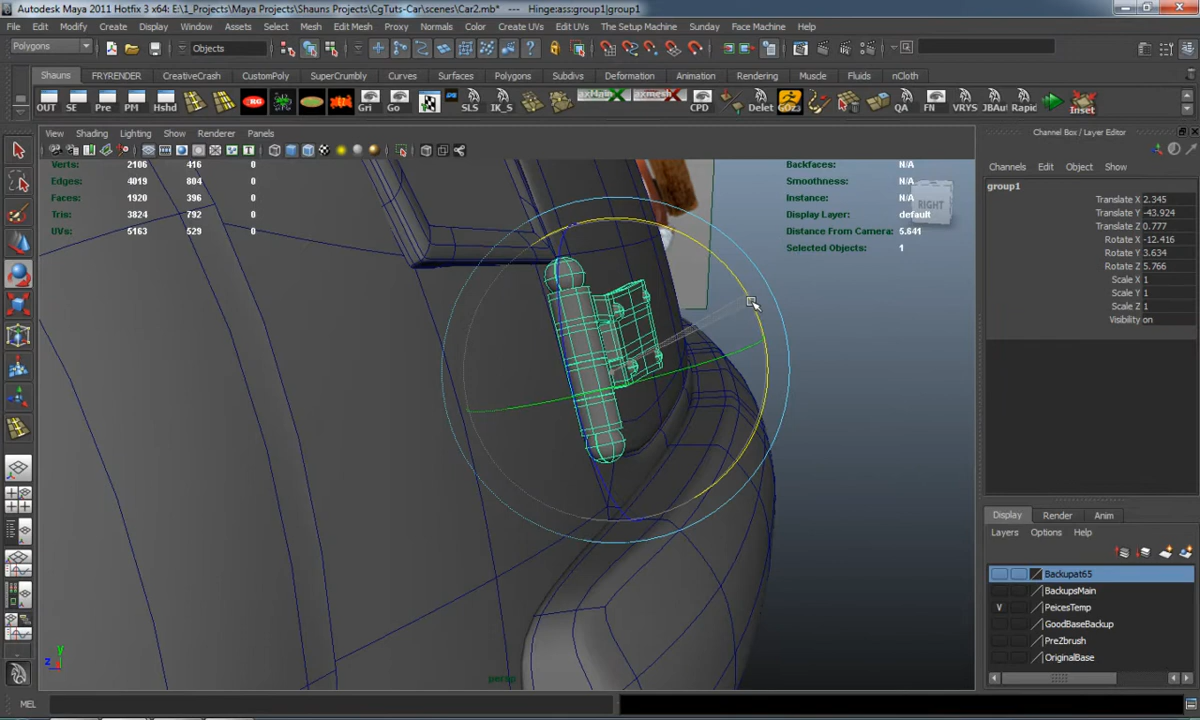 Autodesk Maya 2011 Hotfix 3 x64: E:\1_Projects\Maya Projects\Shauns Projects\CgTuts-Car\scenes\Car2.mb* --- Hinge:ass:group1|group1
File Edit Modify Create Display Window Assets Select Mesh Edit Mesh Proxy Normals Color Create UVs Edit UVs The Setup Machine Sunday Arrow Pipeline Help
Polygons Objects
Shauns FRYRENDER CreativeCrash CustomPoly SuperCrumbly Curves Surfaces Polygons Subdivs Deformation Animation Rendering Muscle Fluids nCloth
OUT SE Pre PM Hshd Gri Go SLS IK_S CPD Delet GOz3 QA FN VRYS JBAut Rapic Inset
View Shading Lighting Show Renderer Panels
Channel Box / Layer Editor
Channels Edit Object Show
Verts: 2106 416 0
Edges: 4019 804 0
Faces: 1920 396 0
Tris: 3824 792 0
UVs: 5163 529 0
Backfaces: N/A
Smoothness: N/A
Instance: N/A
Display Layer: default
Distance From Camera: 5.641
Selected Objects: 1
RIGHT
group1
Translate X 2.345
Translate Y -43.924
Translate Z 0.777
Rotate X -12.416
Rotate Y 3.634
Rotate Z 5.766
Scale X 1
Scale Y 1
Scale Z 1
Visibility on
Display Render Anim
Layers Options Help
Backupat65
BackupsMain
V PeicesTemp
GoodBaseBackup
PreZbrush
OriginalBase
y
z
persp
MEL